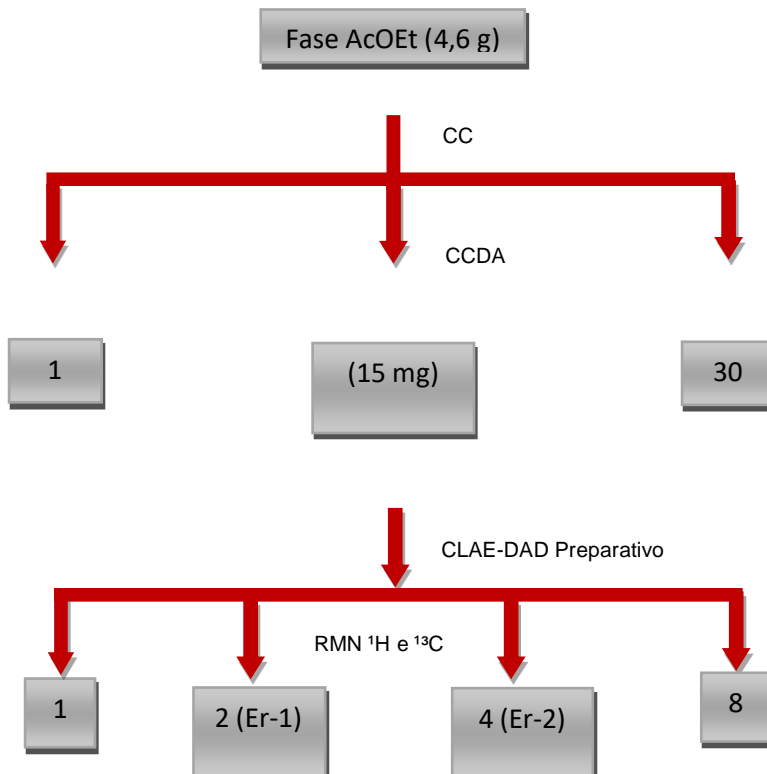 Fase AcOEt (4,6 g)
CC
CCDA
1
(15 mg)
30
CLAE-DAD Preparativo
RMN ¹H e ¹³C
1
2 (Er-1)
4 (Er-2)
8